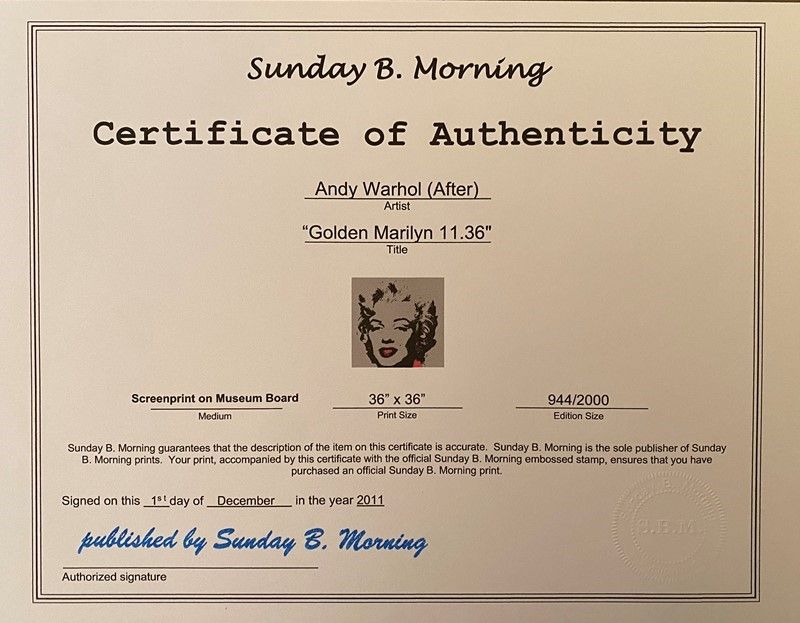 Sunday B. Morning
Certificate of Authenticity
Andy Warhol (After)
Artist
“Golden Marilyn 11.36"
Title
Screenprint on Museum Board
Medium
36” x 36”
Print Size
944/2000
Edition Size
Sunday B. Morning guarantees that the description of the item on this certificate is accurate. Sunday B. Morning is the sole publisher of Sunday
B. Morning prints. Your print, accompanied by this certificate with the official Sunday B. Morning embossed stamp, ensures that you have
purchased an official Sunday B. Morning print.
Signed on this 1st day of December in the year 2011
published by Sunday B. Morning
Authorized signature
S.B.M.